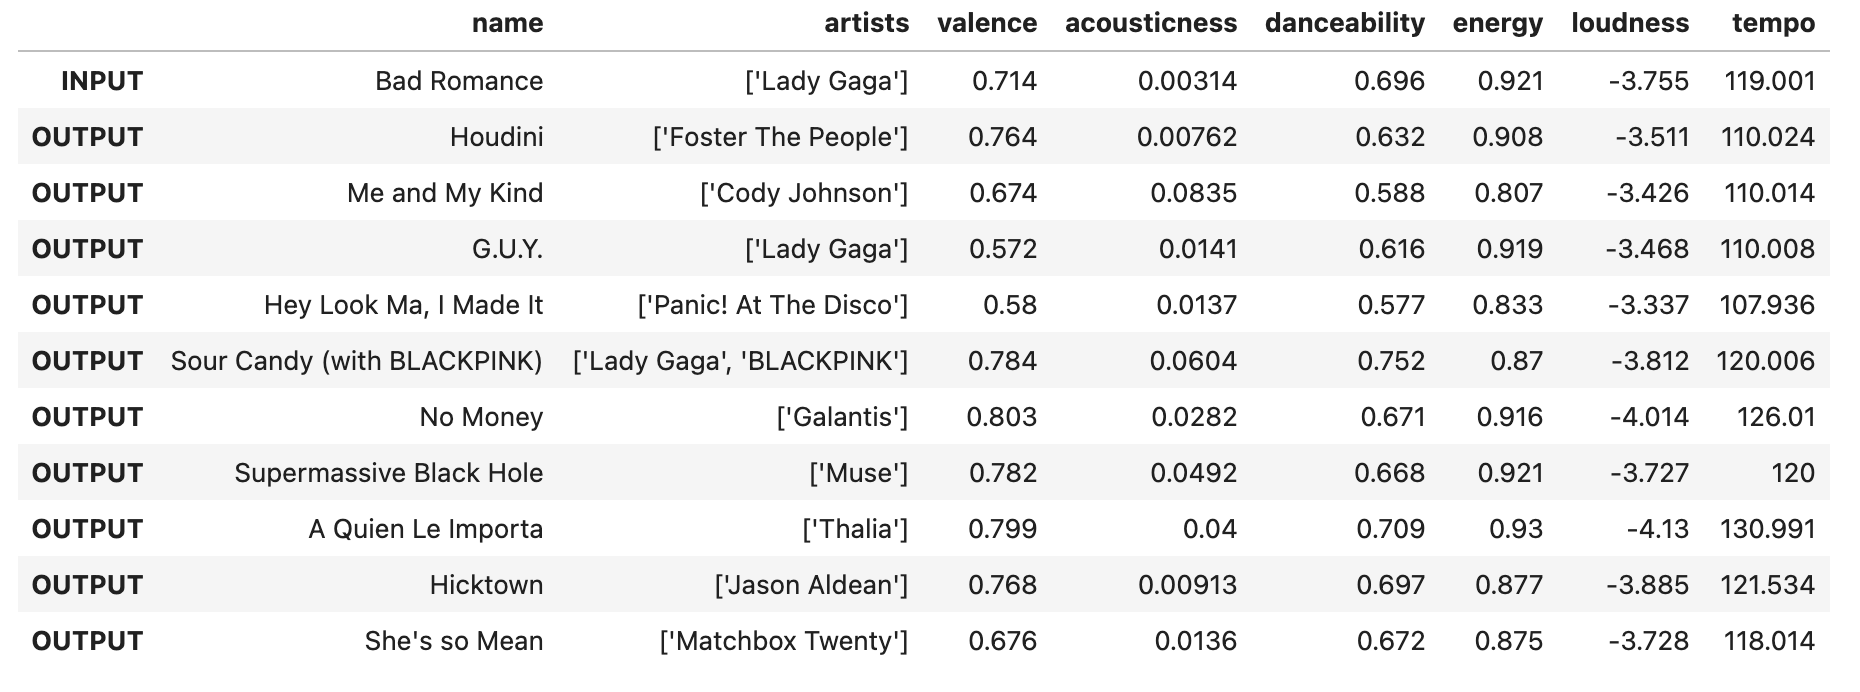 name artists valence acousticness danceability energy loudness tempo
INPUT Bad Romance ['Lady Gaga'] 0.714 0.00314 0.696 0.921 -3.755 119.001
OUTPUT Houdini ['Foster The People'] 0.764 0.00762 0.632 0.908 -3.511 110.024
OUTPUT Me and My Kind ['Cody Johnson'] 0.674 0.0835 0.588 0.807 -3.426 110.014
OUTPUT G.U.Y. ['Lady Gaga'] 0.572 0.0141 0.616 0.919 -3.468 110.008
OUTPUT Hey Look Ma, I Made It ['Panic! At The Disco'] 0.58 0.0137 0.577 0.833 -3.337 107.936
OUTPUT Sour Candy (with BLACKPINK) ['Lady Gaga', 'BLACKPINK'] 0.784 0.0604 0.752 0.87 -3.812 120.006
OUTPUT No Money ['Galantis'] 0.803 0.0282 0.671 0.916 -4.014 126.01
OUTPUT Supermassive Black Hole ['Muse'] 0.782 0.0492 0.668 0.921 -3.727 120
OUTPUT A Quien Le Importa ['Thalia'] 0.799 0.04 0.709 0.93 -4.13 130.991
OUTPUT Hicktown ['Jason Aldean'] 0.768 0.00913 0.697 0.877 -3.885 121.534
OUTPUT She's so Mean ['Matchbox Twenty'] 0.676 0.0136 0.672 0.875 -3.728 118.014